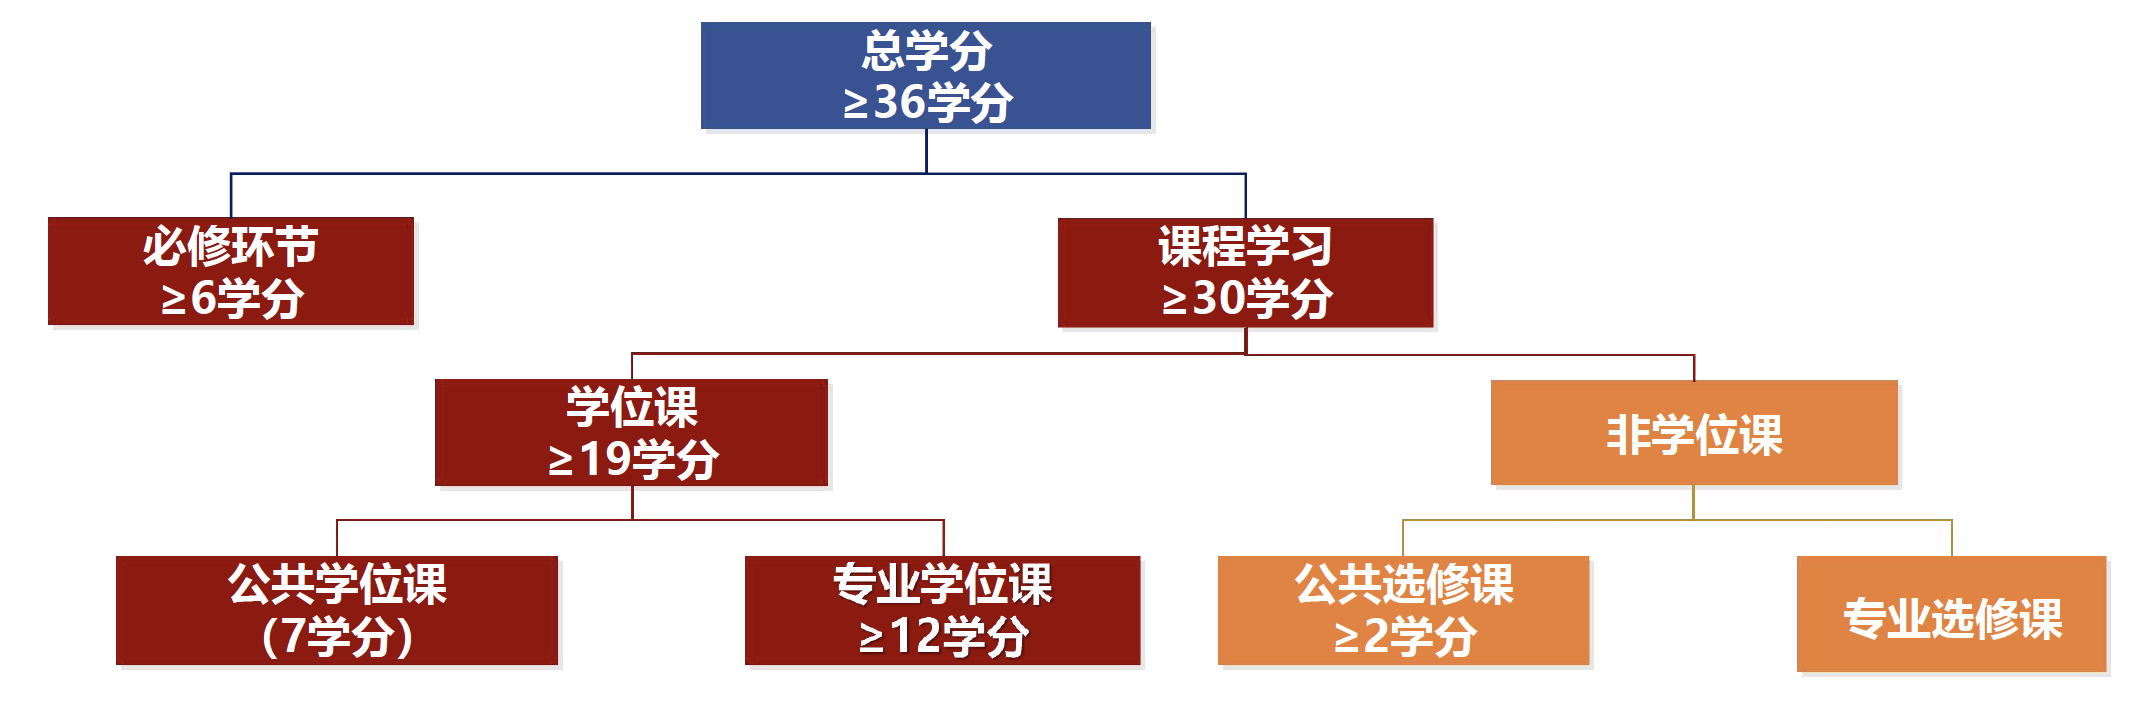 总学分
≥36学分
必修环节
≥6学分
课程学习
≥30学分
学位课
≥19学分
非学位课
公共学位课
（7学分）
专业学位课
≥12学分
公共选修课
≥2学分
专业选修课